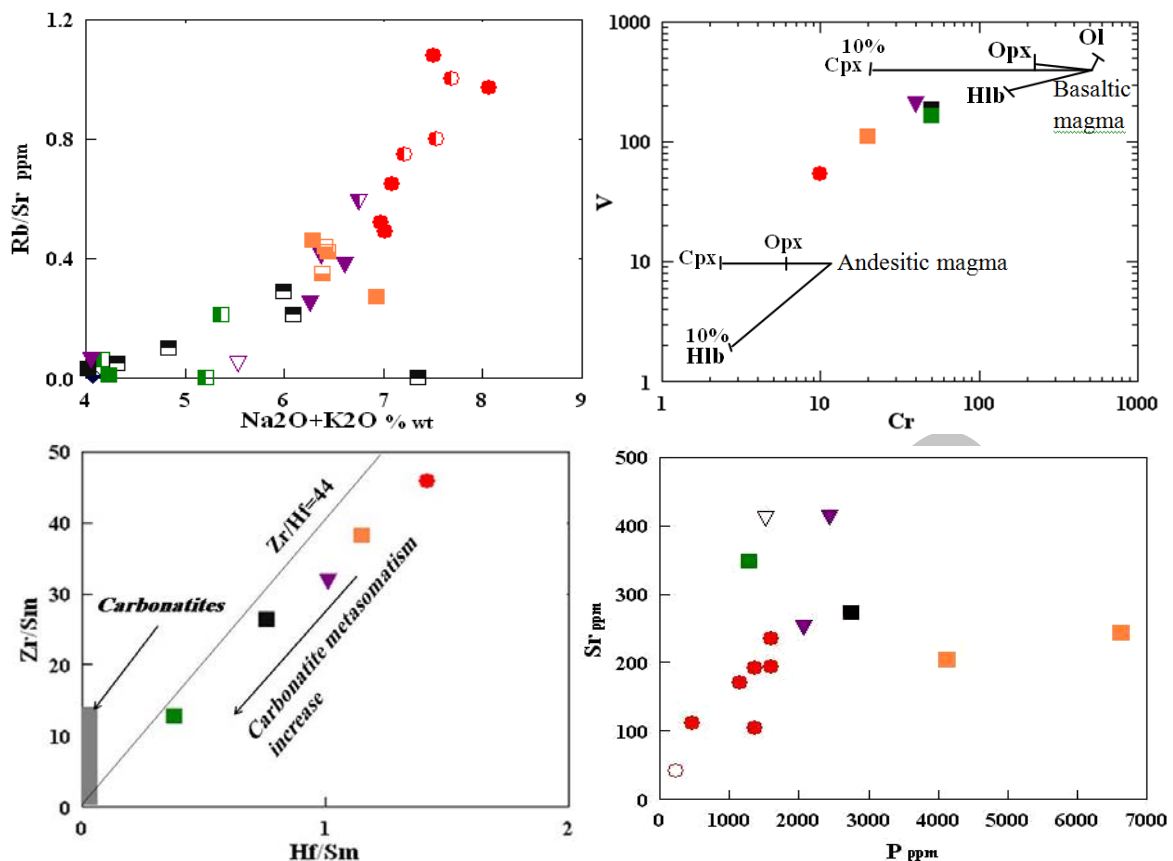 1.2
0.8
0.4
0.0
Rb/Sr ppm
4 5 6 7 8 9
Na2O+K2O % wt
1000
100
10
1
V
10%
Cpx
Opx
Ol
Hlb
Basaltic
magma
Cpx
Opx
Andesitic magma
10%
Hlb
1 10 100 1000
Cr
50
40
30
20
10
0
Zr/Sm
Zr/Hf=44
Carbonatites
Carbonatite metasomatism
increase
0 1 2
Hf/Sm
500
400
300
200
100
0
Sr ppm
0 1000 2000 3000 4000 5000 6000 7000
P ppm